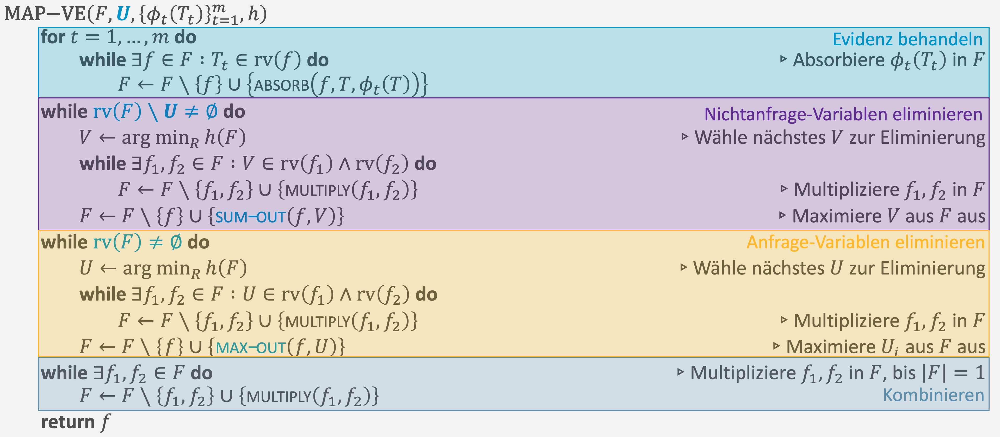 MAP−VE(F, U, {ϕ_t(T_t)}_{t=1}^m, h)
for t = 1, … , m do Evidenz behandeln
while ∃f ∈ F : T_t ∈ rv(f) do ▹ Absorbiere ϕ_t(T_t) in F
F ← F ∖ {f} ∪ {ABSORB(f, T, ϕ_t(T))}
while rv(F) ∖ U ≠ ∅ do Nichtanfrage-Variablen eliminieren
V ← arg min_R h(F) ▹ Wähle nächstes V zur Eliminierung
while ∃f_1, f_2 ∈ F : V ∈ rv(f_1) ∧ rv(f_2) do
F ← F ∖ {f_1, f_2} ∪ {MULTIPLY(f_1, f_2)} ▹ Multipliziere f_1, f_2 in F
F ← F ∖ {f} ∪ {SUM−OUT(f, V)} ▹ Maximiere V aus F aus
while rv(F) ≠ ∅ do Anfrage-Variablen eliminieren
U ← arg min_R h(F) ▹ Wähle nächstes U zur Eliminierung
while ∃f_1, f_2 ∈ F : U ∈ rv(f_1) ∧ rv(f_2) do
F ← F ∖ {f_1, f_2} ∪ {MULTIPLY(f_1, f_2)} ▹ Multipliziere f_1, f_2 in F
F ← F ∖ {f} ∪ {MAX−OUT(f, U)} ▹ Maximiere U_i aus F aus
while ∃f_1, f_2 ∈ F do ▹ Multipliziere f_1, f_2 in F, bis |F| = 1
F ← F ∖ {f_1, f_2} ∪ {MULTIPLY(f_1, f_2)} Kombinieren
return f